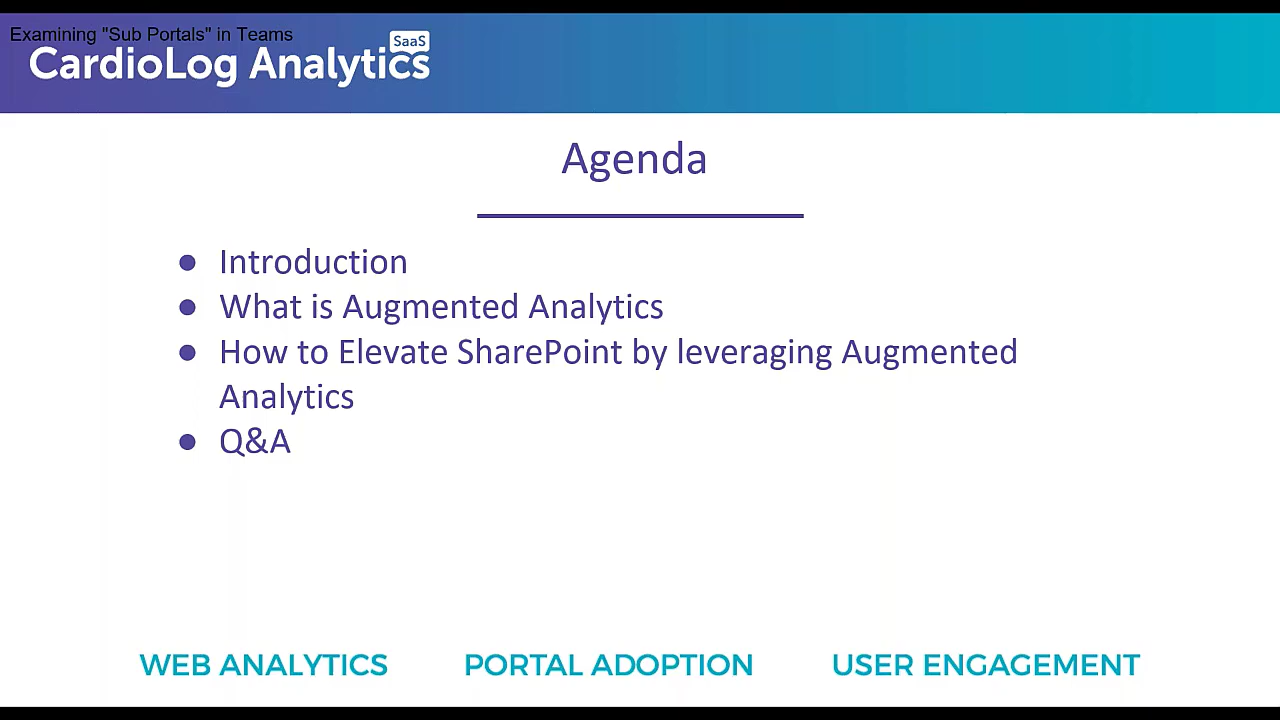 Examining "Sub Portals" in Teams
SaaS
CardioLog Analytics
Agenda
● Introduction
● What is Augmented Analytics
● How to Elevate SharePoint by leveraging Augmented
Analytics
● Q&A
WEB ANALYTICS PORTAL ADOPTION USER ENGAGEMENT